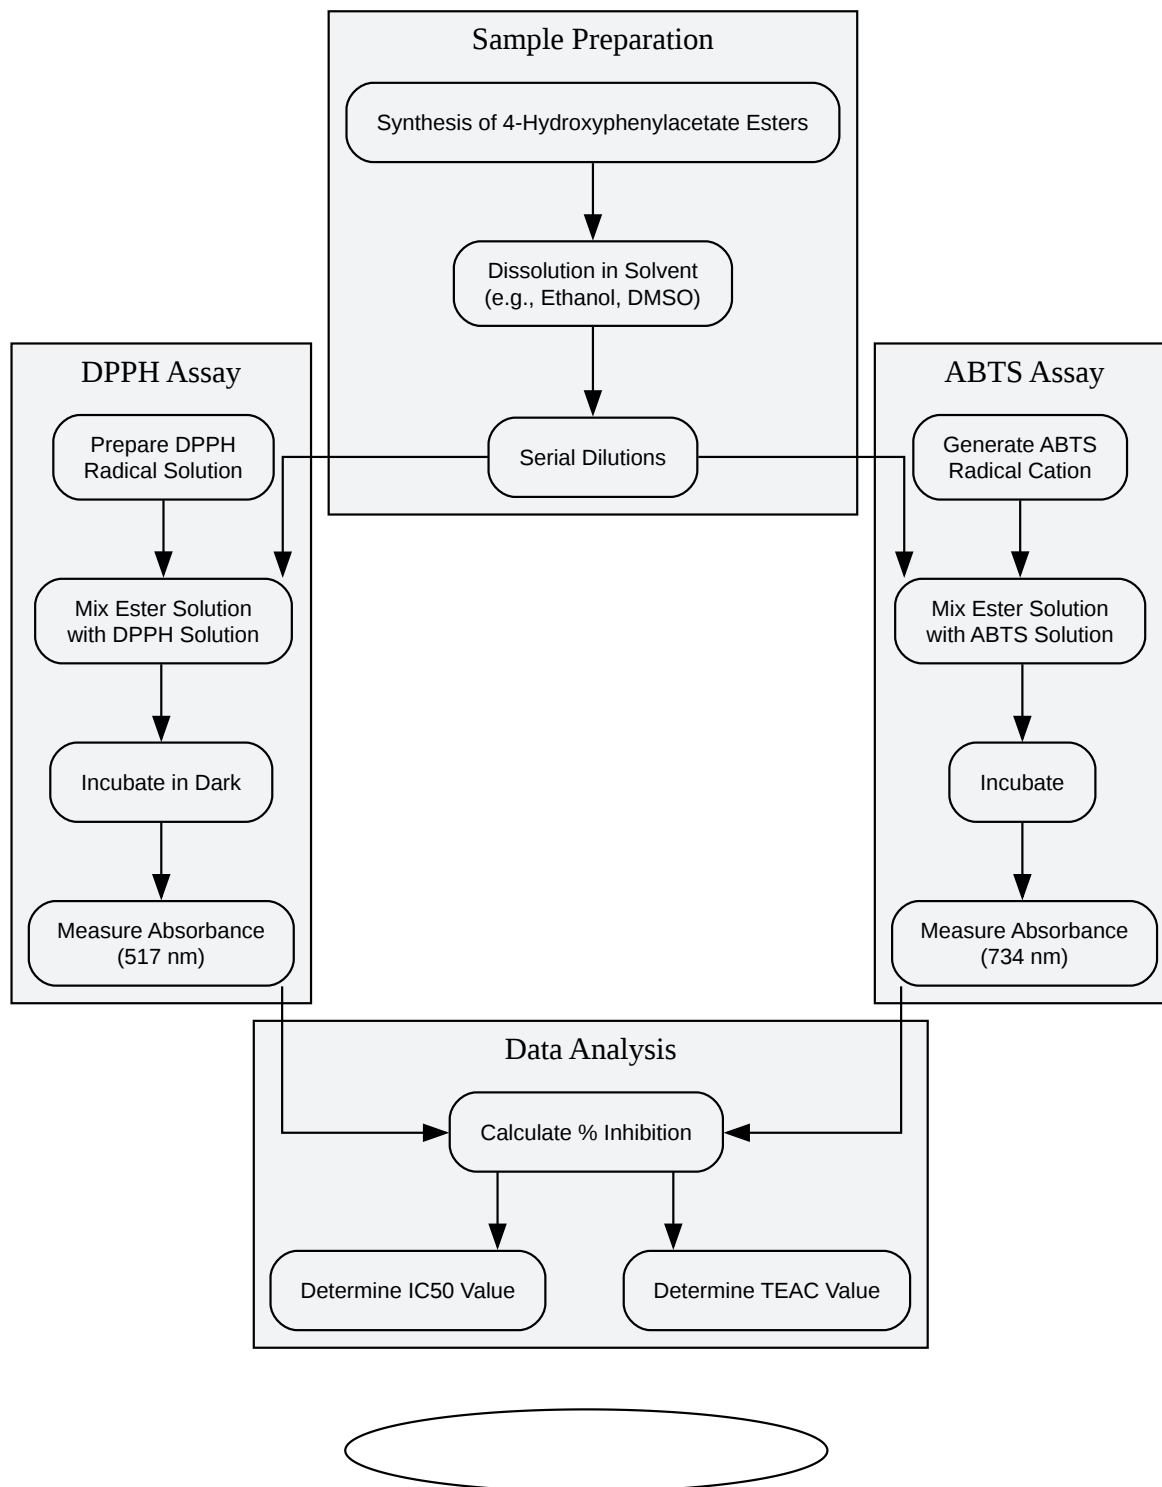 Sample Preparation
Synthesis of 4-Hydroxyphenylacetate Esters
Dissolution in Solvent
(e.g., Ethanol, DMSO)
Serial Dilutions
DPPH Assay
Prepare DPPH
Radical Solution
Mix Ester Solution
with DPPH Solution
Incubate in Dark
Measure Absorbance
(517 nm)
ABTS Assay
Generate ABTS
Radical Cation
Mix Ester Solution
with ABTS Solution
Incubate
Measure Absorbance
(734 nm)
Data Analysis
Calculate % Inhibition
Determine IC50 Value
Determine TEAC Value